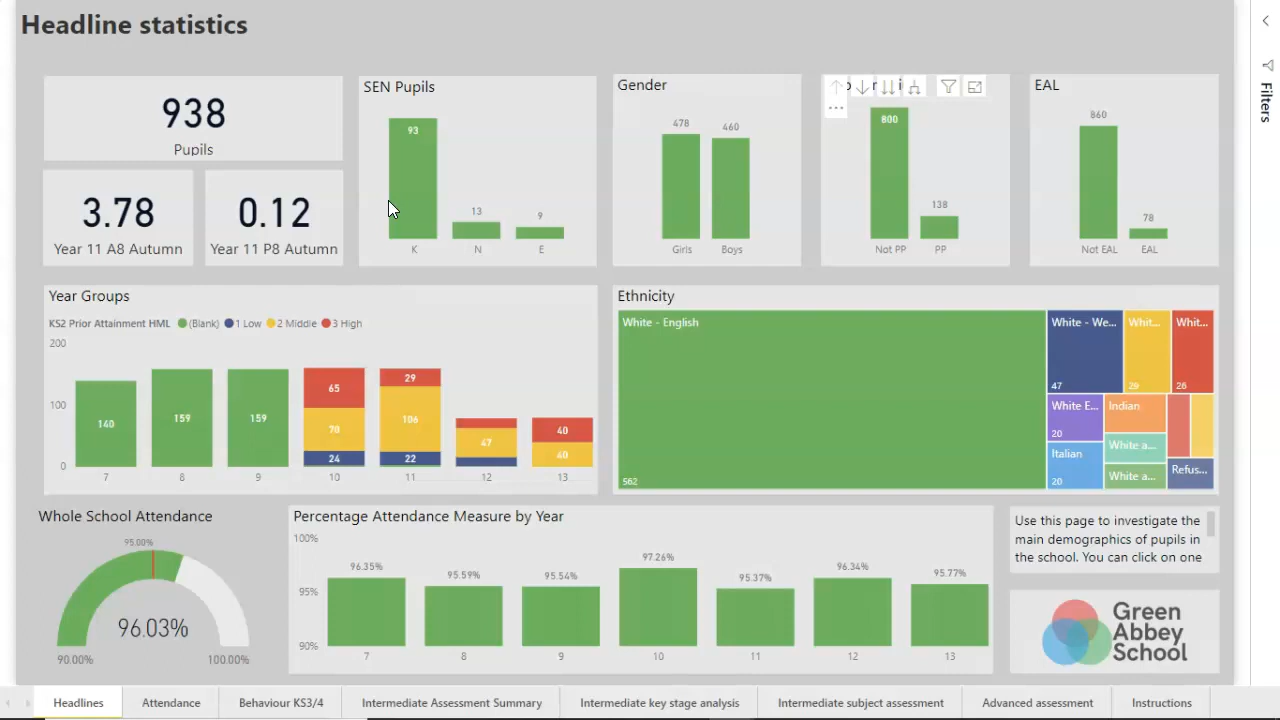 Headline statistics
Filters
938
Pupils
3.78
Year 11 A8 Autumn
0.12
Year 11 P8 Autumn
SEN Pupils
93
13
9
K N E
Gender
478
460
Girls Boys
800
138
Not PP PP
EAL
860
78
Not EAL EAL
Year Groups
KS2 Prior Attainment HML (Blank) 1 Low 2 Middle 3 High
200
100
0
140
159
159
65
70
24
29
106
22
47
40
40
7 8 9 10 11 12 13
Ethnicity
White - English
562
White - We...
47
Whit...
29
Whit...
26
White E...
20
Italian
20
Indian
White a...
White a...
Refus...
Whole School Attendance
95.00%
96.03%
90.00% 100.00%
Percentage Attendance Measure by Year
100%
95%
90%
96.35% 95.59% 95.54% 97.26% 95.37% 96.34% 95.77%
7 8 9 10 11 12 13
Use this page to investigate the
main demographics of pupils in
the school. You can click on one
Green
Abbey
School
Headlines Attendance Behaviour KS3/4 Intermediate Assessment Summary Intermediate key stage analysis Intermediate subject assessment Advanced assessment Instructions